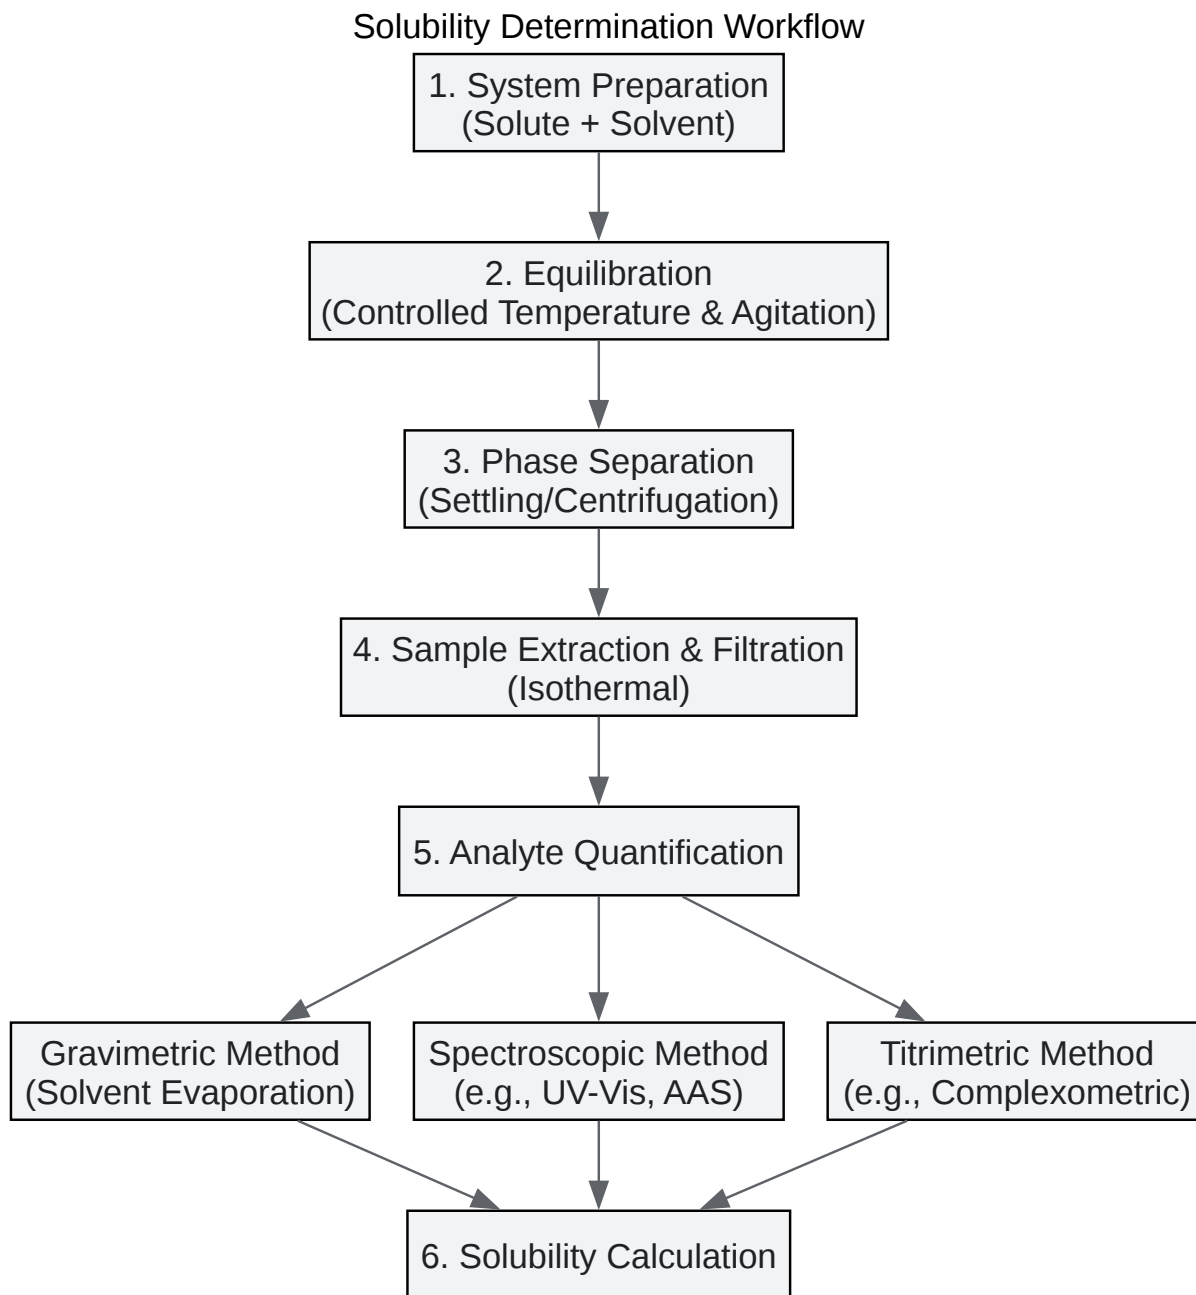 Solubility Determination Workflow
1. System Preparation
(Solute + Solvent)
2. Equilibration
(Controlled Temperature & Agitation)
3. Phase Separation
(Settling/Centrifugation)
4. Sample Extraction & Filtration
(Isothermal)
5. Analyte Quantification
Gravimetric Method
(Solvent Evaporation)
Spectroscopic Method
(e.g., UV-Vis, AAS)
Titrimetric Method
(e.g., Complexometric)
6. Solubility Calculation